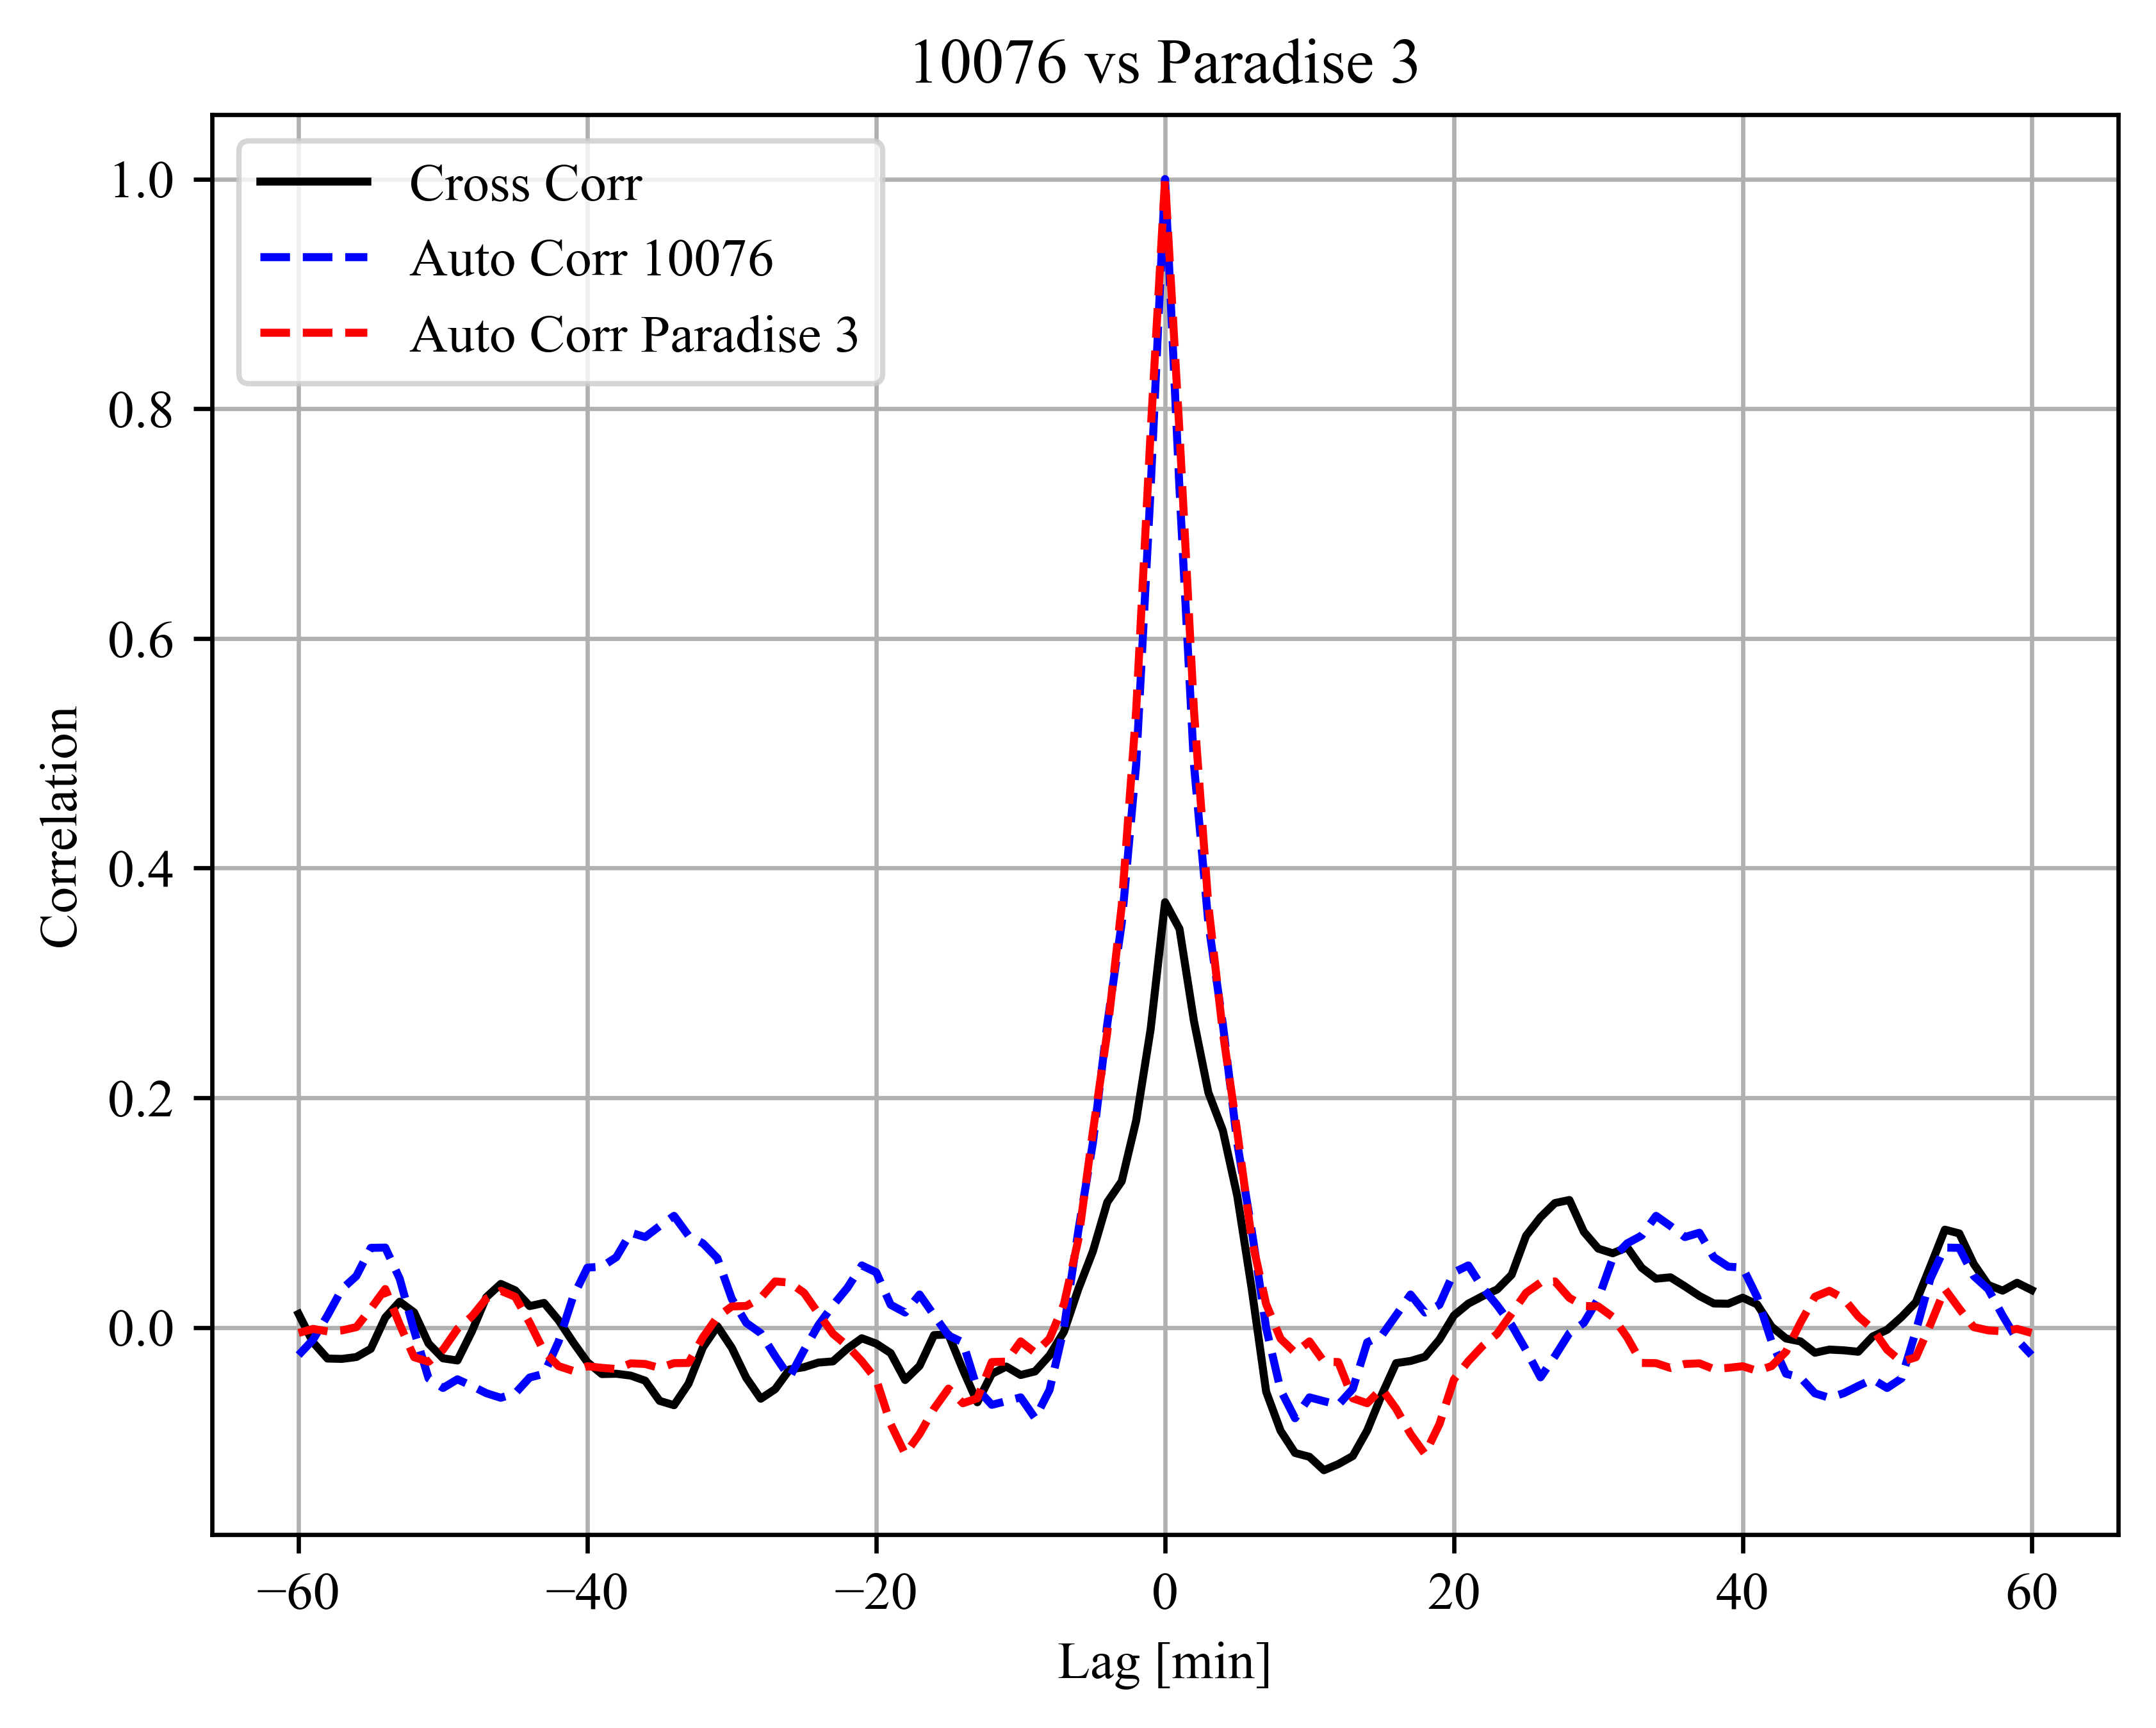 10076 vs Paradise 3
Cross Corr
Auto Corr 10076
Auto Corr Paradise 3
1.0
0.8
0.6
0.4
0.2
0.0
Correlation
−60 −40 −20 0 20 40 60
Lag [min]